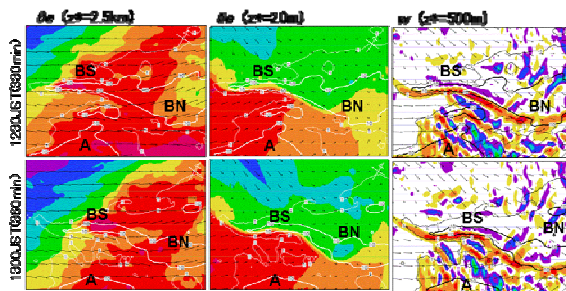 θe (z*=2.5km) θe (z*=20m) w (z*=500m)
1230JST(330min)
BS BN A BS BN BS BN A
1300JST(360min)
BS BN A BS BN BS BN A